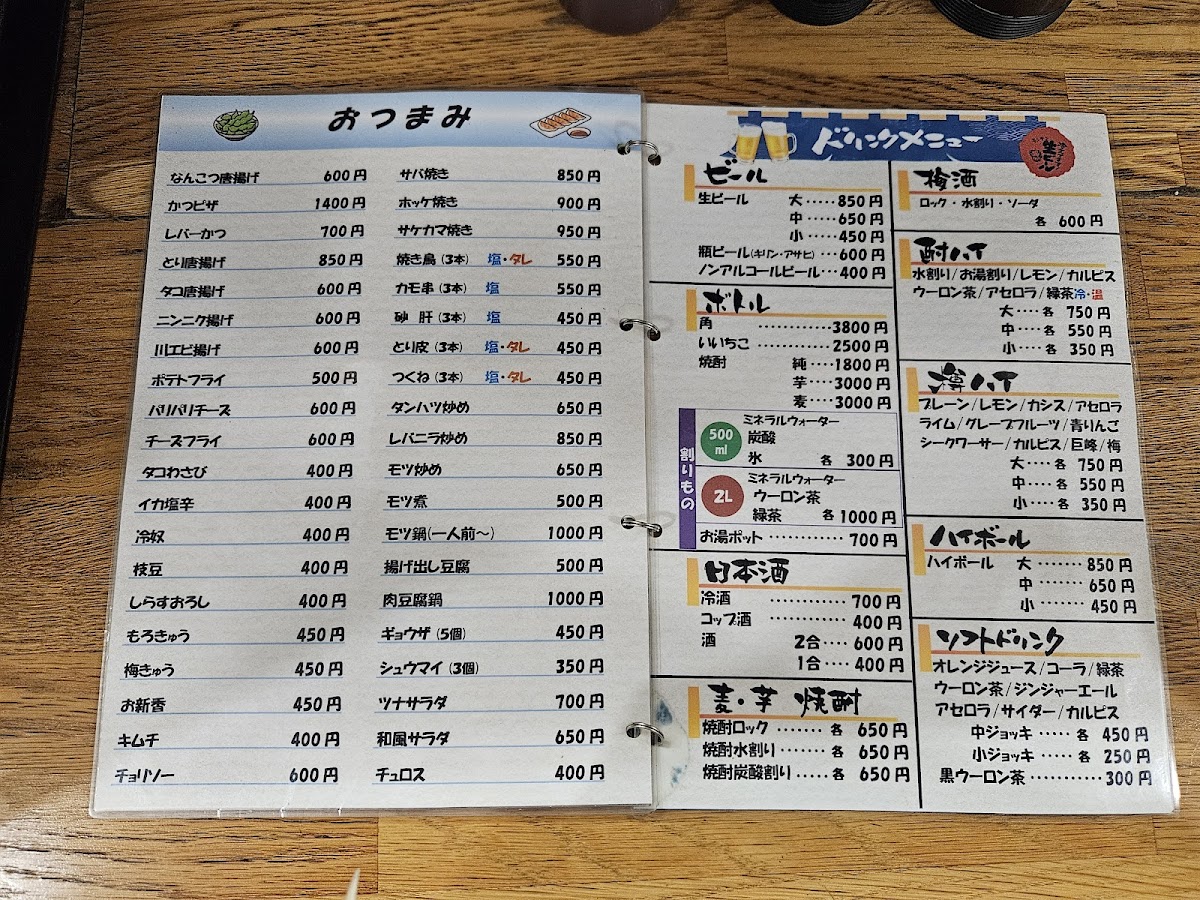 おつまみ
なんこつ唐揚げ 600円
かつピザ 1400円
レバーかつ 700円
とり唐揚げ 850円
タコ唐揚げ 600円
ニンニク揚げ 600円
川エビ揚げ 600円
ポテトフライ 500円
パリパリチーズ 600円
チーズフライ 600円
タコわさび 400円
イカ塩辛 400円
冷奴 400円
枝豆 400円
しらすおろし 400円
もろきゅう 450円
梅きゅう 450円
お新香 450円
キムチ 400円
チョリソー 600円
サバ焼き 850円
ホッケ焼き 900円
サケカマ焼き 950円
焼き鳥(3本) 塩・タレ 550円
カモ串(3本) 塩 550円
砂肝(3本) 塩 450円
とり皮(3本) 塩・タレ 450円
つくね(3本) 塩・タレ 450円
タンハツ炒め 650円
レバニラ炒め 850円
モツ炒め 650円
モツ煮 500円
モツ鍋(一人前〜) 1000円
揚げ出し豆腐 500円
肉豆腐鍋 1000円
ギョウザ(5個) 450円
シュウマイ(3個) 350円
ツナサラダ 700円
和風サラダ 650円
チュロス 400円
ドリンクメニュー
生ビール
ビール
生ビール 大・・・・・850円
中・・・・・650円
小・・・・・450円
瓶ビール(キリン・アサヒ)・・・600円
ノンアルコールビール・・・400円
ボトル
角 ・・・・・・・・・・・・3800円
いいちこ ・・・・・・・・・・・・2500円
焼酎 純・・・・1800円
芋・・・・3000円
麦・・・・3000円
割りもの
500ml
ミネラルウォーター
炭酸
氷 各 300円
2L
ミネラルウォーター
ウーロン茶
緑茶 各1000円
お湯ポット・・・・・・・・・・・・700円
日本酒
冷酒 ・・・・・・・・・・・・700円
コップ酒 ・・・・・・・・・・・・400円
酒 2合・・・・600円
1合・・・・400円
麦・芋 焼酎
焼酎ロック・・・・・・・各 650円
焼酎水割り・・・・・・・各 650円
焼酎炭酸割り・・・・・各 650円
梅酒
ロック・水割り・ソーダ
各 600円
酎ハイ
水割り/お湯割り/レモン/カルピス
ウーロン茶/アセロラ/緑茶冷・温
大・・・・各 750円
中・・・・各 550円
小・・・・各 350円
樽ハイ
プレーン/レモン/カシス/アセロラ
ライム/グレープフルーツ/青りんご
シークワーサー/カルピス/巨峰/梅
大・・・・各 750円
中・・・・各 550円
小・・・・各 350円
ハイボール
ハイボール 大・・・・・・・850円
中・・・・・・・650円
小・・・・・・・450円
ソフトドリンク
オレンジジュース/コーラ/緑茶
ウーロン茶/ジンジャーエール
アセロラ/サイダー/カルピス
中ジョッキ・・・・・各 450円
小ジョッキ・・・・・各 250円
黒ウーロン茶・・・・・・・・・・・300円